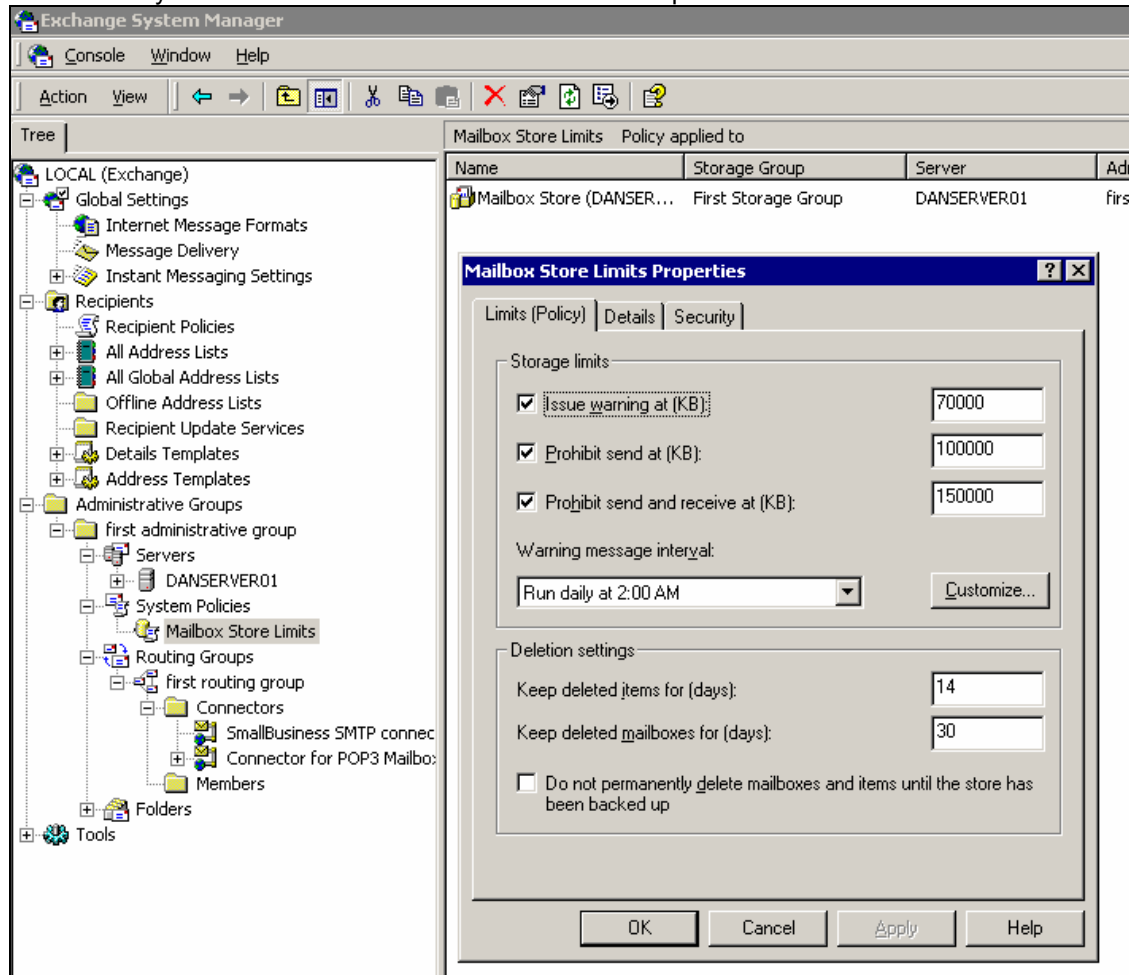 Exchange System Manager
Console Window Help
Action View
Tree
Mailbox Store Limits Policy applied to
LOCAL (Exchange)
Global Settings
Internet Message Formats
Message Delivery
Instant Messaging Settings
Recipients
Recipient Policies
All Address Lists
All Global Address Lists
Offline Address Lists
Recipient Update Services
Details Templates
Address Templates
Administrative Groups
first administrative group
Servers
DANSERVER01
System Policies
Mailbox Store Limits
Routing Groups
first routing group
Connectors
SmallBusiness SMTP connec
Connector for POP3 Mailbo
Members
Folders
Tools
Name Storage Group Server Adi
Mailbox Store (DANSER... First Storage Group DANSERVER01 firs
Mailbox Store Limits Properties
Limits (Policy) Details Security
Storage limits
Issue warning at (KB): 70000
Prohibit send at (KB): 100000
Prohibit send and receive at (KB): 150000
Warning message interval:
Run daily at 2:00 AM Customize...
Deletion settings
Keep deleted items for (days): 14
Keep deleted mailboxes for (days): 30
Do not permanently delete mailboxes and items until the store has
been backed up
OK Cancel Apply Help